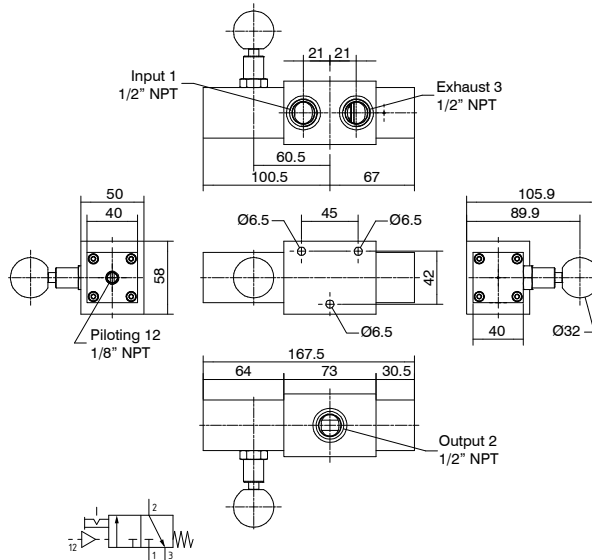 21 21
Input 1
1/2” NPT
Exhaust 3
1/2” NPT
60.5
100.5 67
50
40
58
Piloting 12
1/8” NPT
45
Ø6.5 Ø6.5
42
Ø6.5
105.9
89.9
40
Ø32
167.5
64 73 30.5
Output 2
1/2” NPT
2
12
1 3